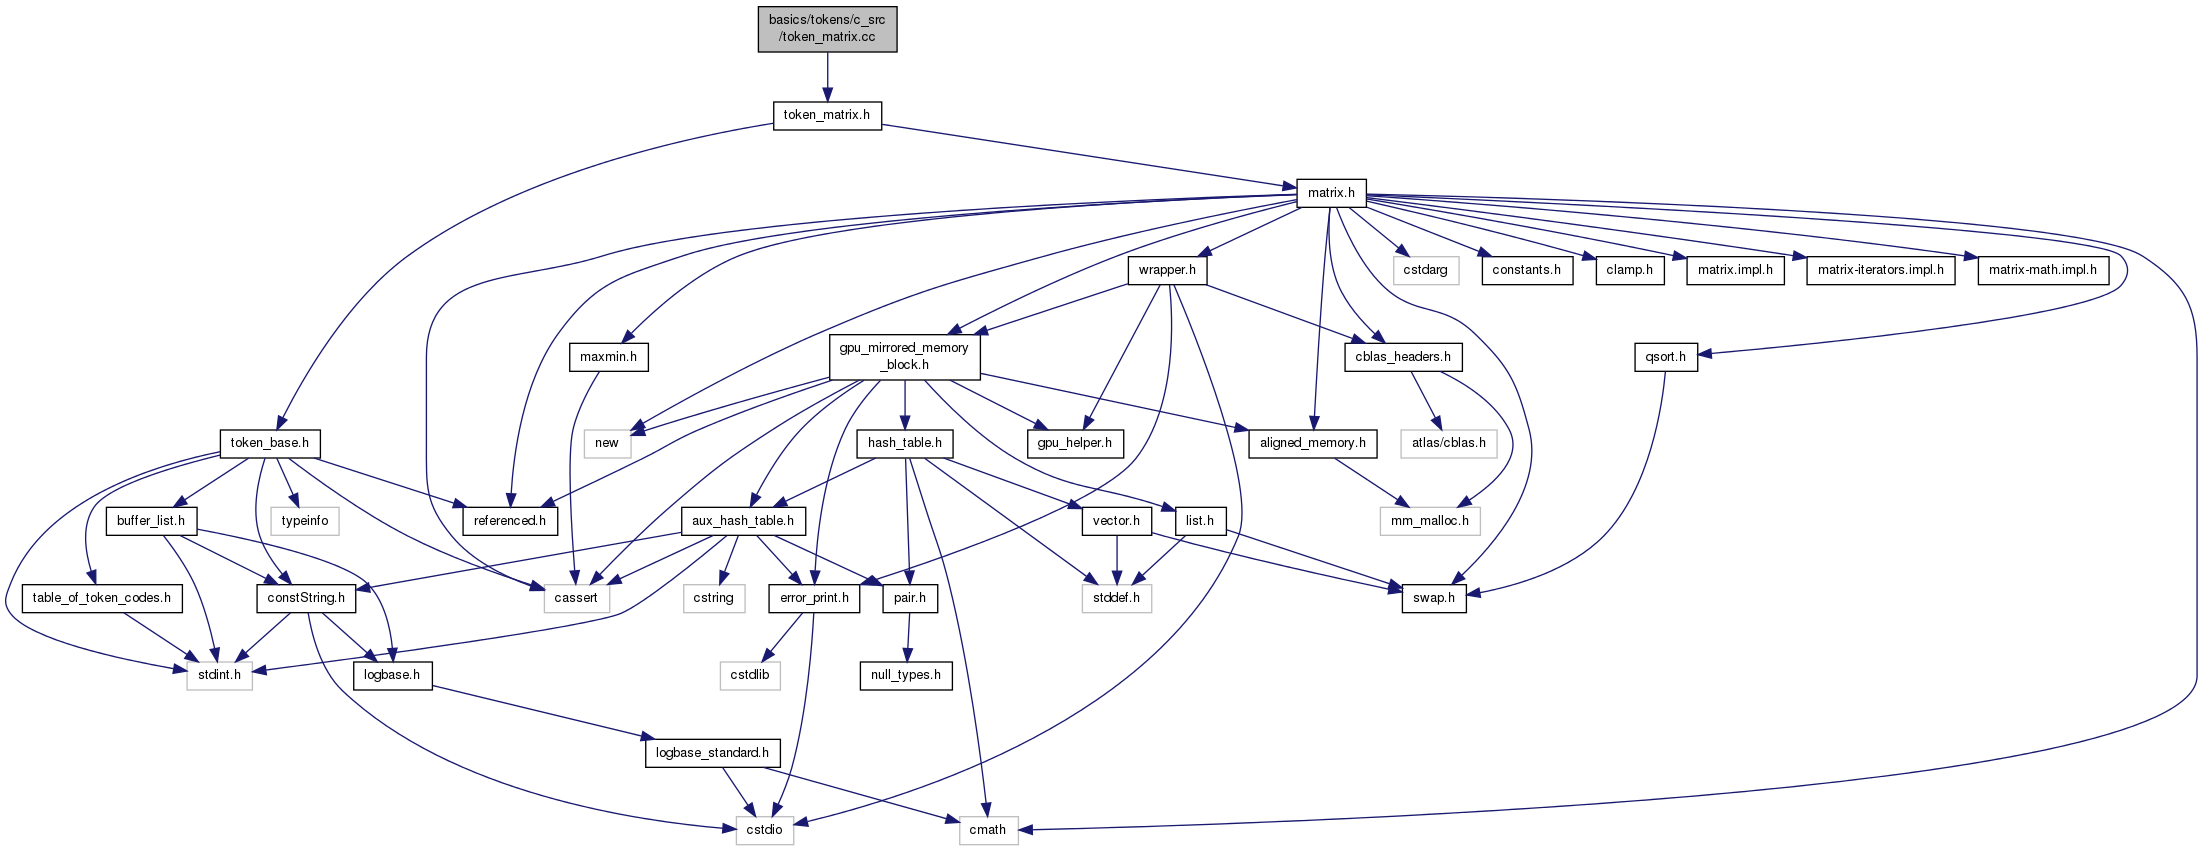 basics/tokens/c_src
/token_matrix.cc
token_matrix.h
matrix.h
wrapper.h
cstdarg
constants.h
clamp.h
matrix.impl.h
matrix-iterators.impl.h
matrix-math.impl.h
gpu_mirrored_memory
_block.h
maxmin.h
cblas_headers.h
qsort.h
token_base.h
new
hash_table.h
gpu_helper.h
aligned_memory.h
atlas/cblas.h
buffer_list.h
typeinfo
referenced.h
aux_hash_table.h
vector.h
list.h
mm_malloc.h
table_of_token_codes.h
constString.h
cassert
cstring
error_print.h
pair.h
stddef.h
swap.h
stdint.h
logbase.h
cstdlib
null_types.h
logbase_standard.h
cstdio
cmath